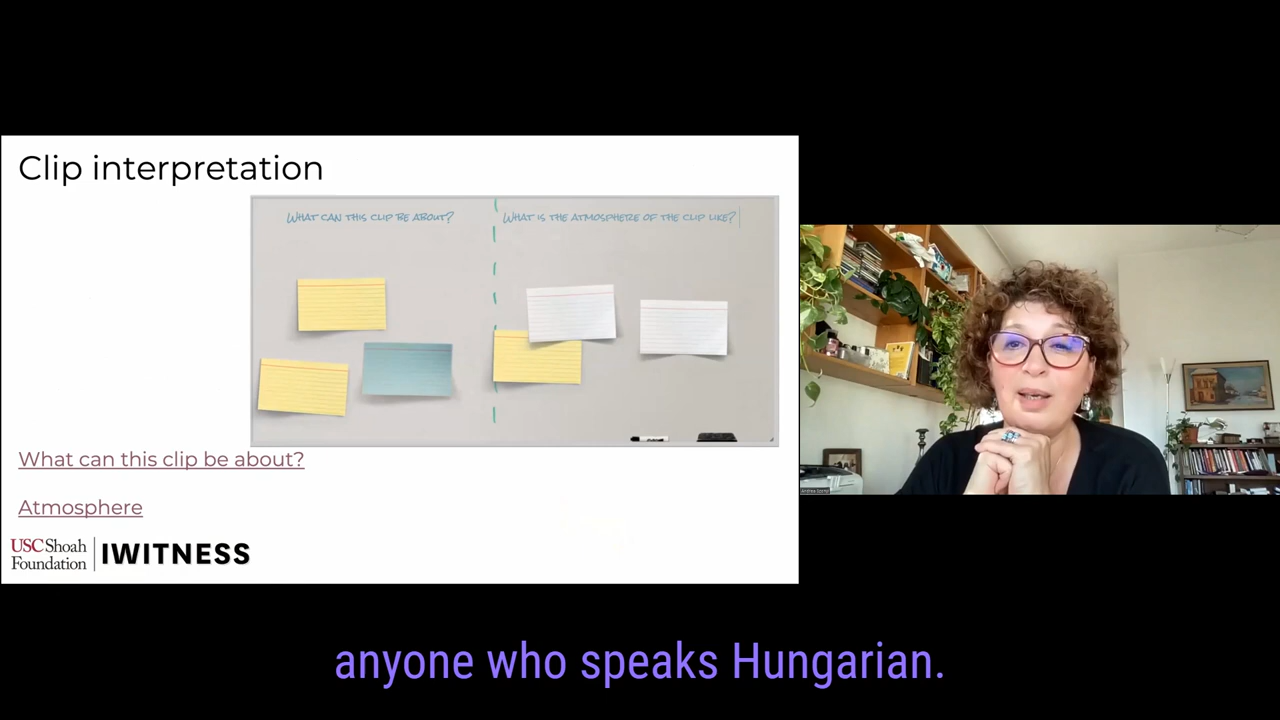 Clip interpretation
WHAT CAN THIS CLIP BE ABOUT?
WHAT IS THE ATMOSPHERE OF THE CLIP LIKE?
What can this clip be about?
Atmosphere
USC Shoah
Foundation
IWITNESS
anyone who speaks Hungarian.